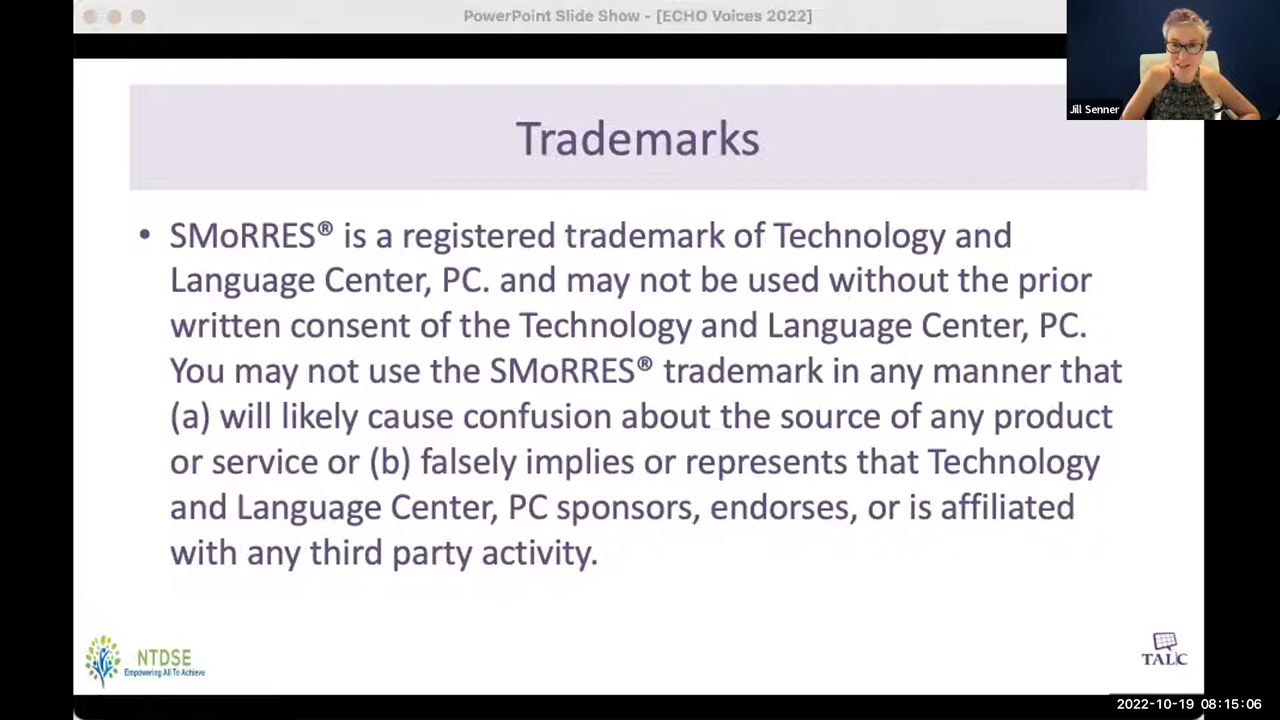 PowerPoint Slide Show - [ECHO Voices 2022]
Jill Senner
Trademarks
• SMoRRES® is a registered trademark of Technology and
Language Center, PC. and may not be used without the prior
written consent of the Technology and Language Center, PC.
You may not use the SMoRRES® trademark in any manner that
(a) will likely cause confusion about the source of any product
or service or (b) falsely implies or represents that Technology
and Language Center, PC sponsors, endorses, or is affiliated
with any third party activity.
NTDSE
Empowering All To Achieve
TALC
2022-10-19 08:15:06